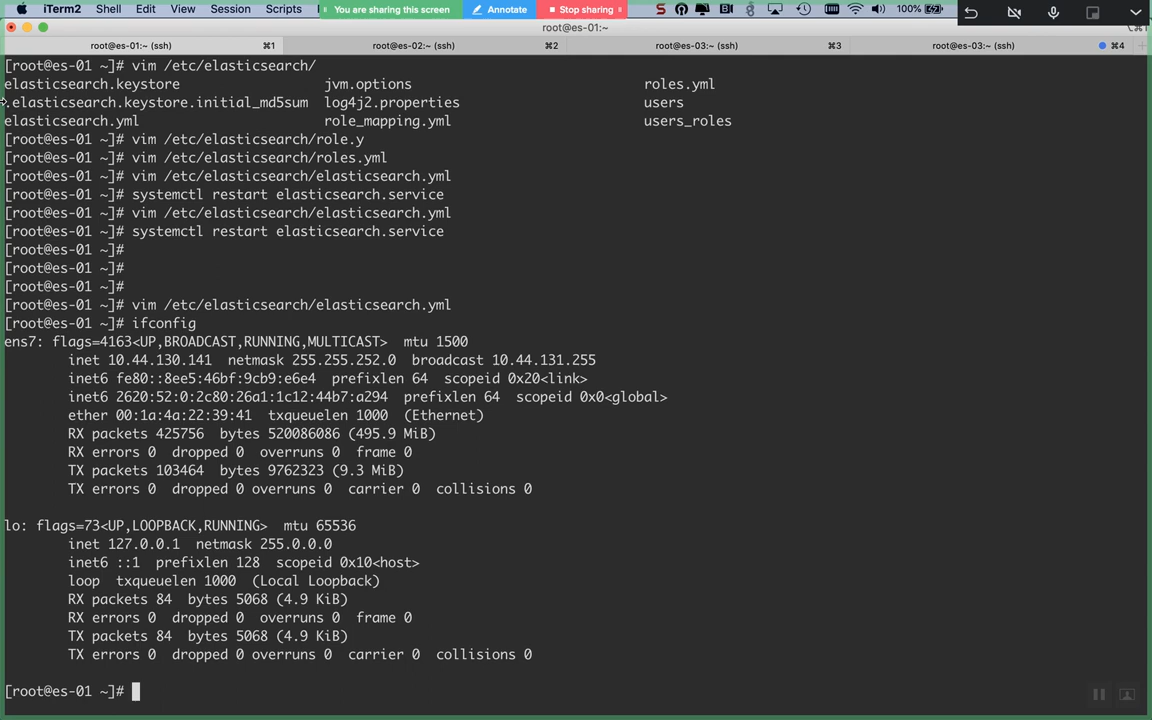 iTerm2 Shell Edit View Session Scripts You are sharing this screen Annotate Stop sharing 100%
root@es-01:~
root@es-01:~ (ssh) ⌘1 root@es-02:~ (ssh) ⌘2 root@es-03:~ (ssh) ⌘3 root@es-03:~ (ssh) ⌘4
[root@es-01 ~]# vim /etc/elasticsearch/
elasticsearch.keystore jvm.options roles.yml
.elasticsearch.keystore.initial_md5sum log4j2.properties users
elasticsearch.yml role_mapping.yml users_roles
[root@es-01 ~]# vim /etc/elasticsearch/role.y
[root@es-01 ~]# vim /etc/elasticsearch/roles.yml
[root@es-01 ~]# vim /etc/elasticsearch/elasticsearch.yml
[root@es-01 ~]# systemctl restart elasticsearch.service
[root@es-01 ~]# vim /etc/elasticsearch/elasticsearch.yml
[root@es-01 ~]# systemctl restart elasticsearch.service
[root@es-01 ~]#
[root@es-01 ~]#
[root@es-01 ~]#
[root@es-01 ~]# vim /etc/elasticsearch/elasticsearch.yml
[root@es-01 ~]# ifconfig
ens7: flags=4163<UP,BROADCAST,RUNNING,MULTICAST> mtu 1500
inet 10.44.130.141 netmask 255.255.252.0 broadcast 10.44.131.255
inet6 fe80::8ee5:46bf:9cb9:e6e4 prefixlen 64 scopeid 0x20<link>
inet6 2620:52:0:2c80:26a1:1c12:44b7:a294 prefixlen 64 scopeid 0x0<global>
ether 00:1a:4a:22:39:41 txqueuelen 1000 (Ethernet)
RX packets 425756 bytes 520086086 (495.9 MiB)
RX errors 0 dropped 0 overruns 0 frame 0
TX packets 103464 bytes 9762323 (9.3 MiB)
TX errors 0 dropped 0 overruns 0 carrier 0 collisions 0
lo: flags=73<UP,LOOPBACK,RUNNING> mtu 65536
inet 127.0.0.1 netmask 255.0.0.0
inet6 ::1 prefixlen 128 scopeid 0x10<host>
loop txqueuelen 1000 (Local Loopback)
RX packets 84 bytes 5068 (4.9 KiB)
RX errors 0 dropped 0 overruns 0 frame 0
TX packets 84 bytes 5068 (4.9 KiB)
TX errors 0 dropped 0 overruns 0 carrier 0 collisions 0
[root@es-01 ~]#